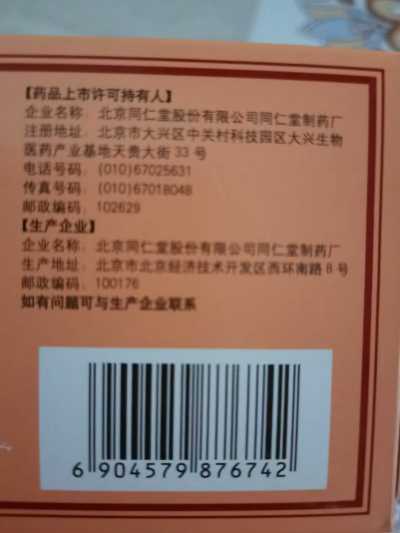 【药品上市许可持有人】
企业名称：北京同仁堂股份有限公司同仁堂制药厂
注册地址：北京市大兴区中关村科技园区大兴生物
医药产业基地天贵大街 33 号
电话号码：(010)67025631
传真号码：(010)67018048
邮政编码：102629
【生产企业】
企业名称：北京同仁堂股份有限公司同仁堂制药厂
生产地址：北京市北京经济技术开发区西环南路 8 号
邮政编码：100176
如有问题可与生产企业联系
6 904579 876742